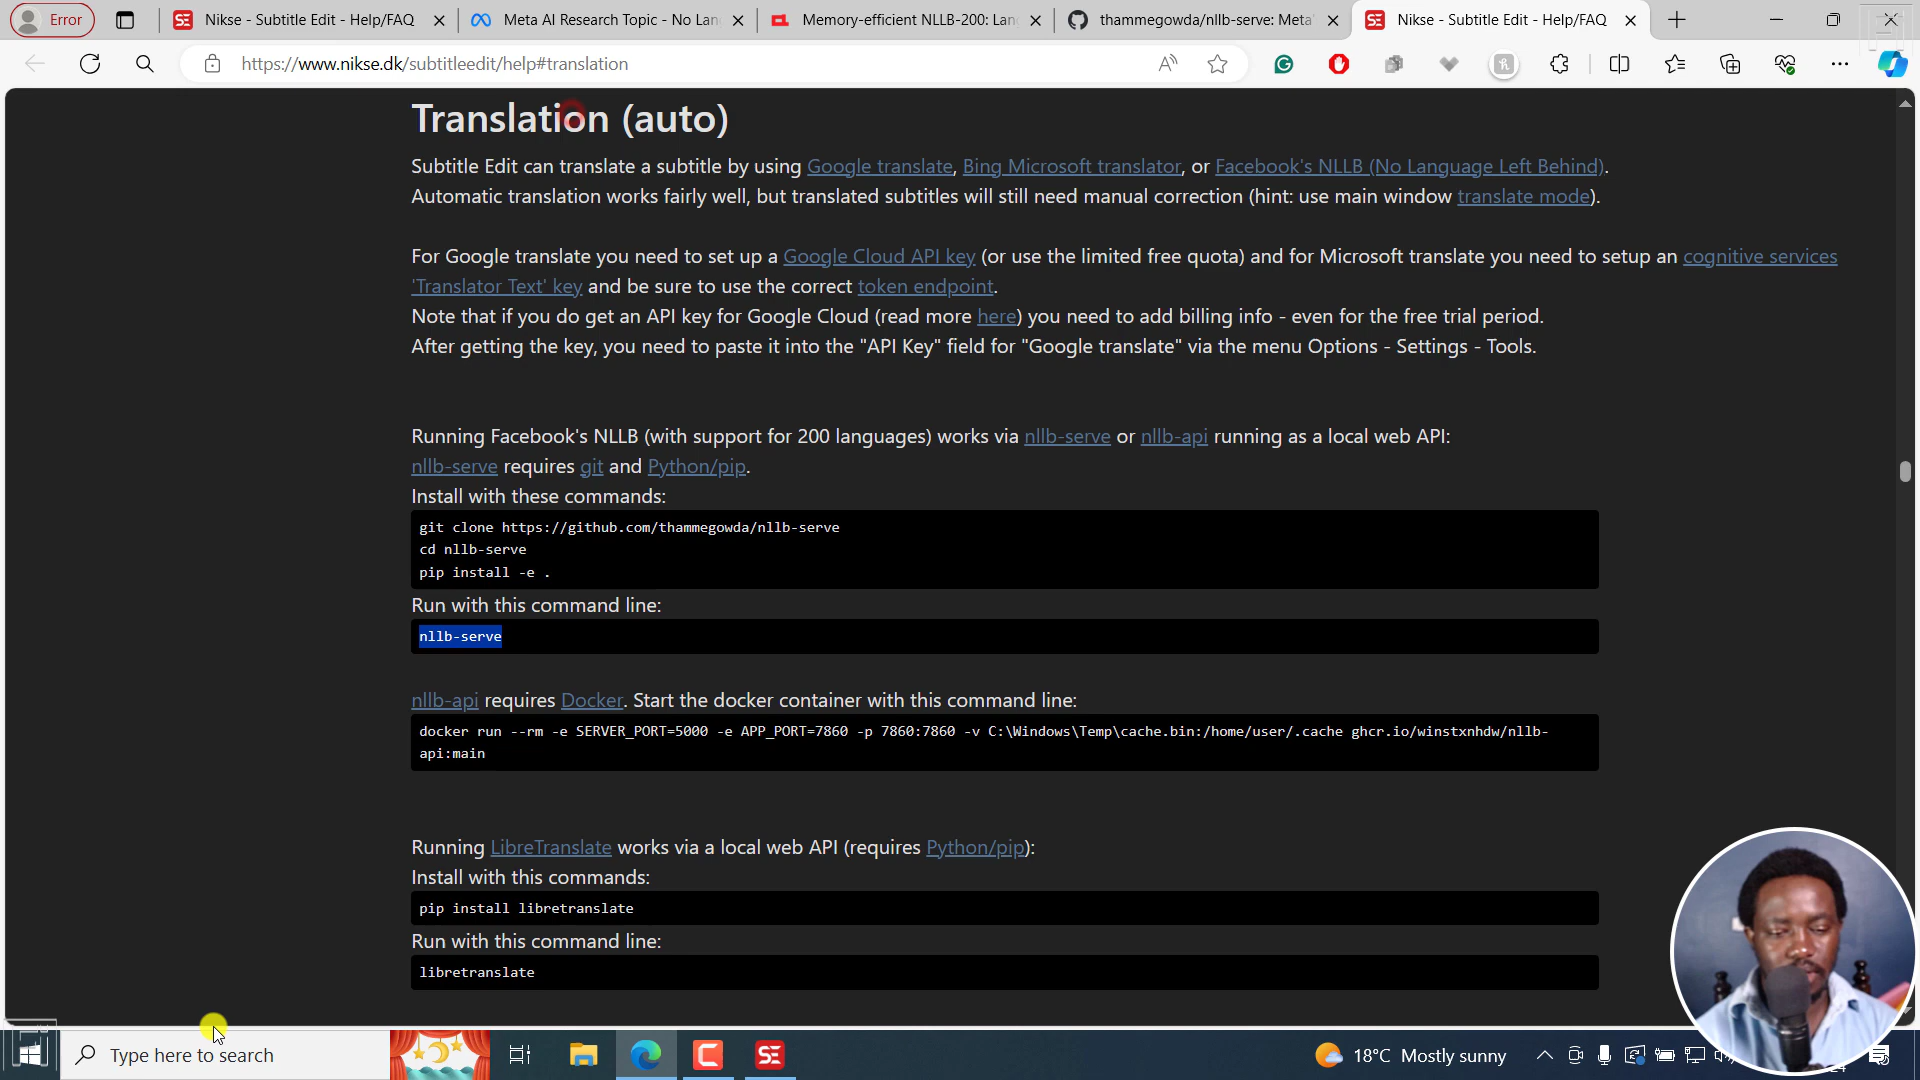 Error
Nikse - Subtitle Edit - Help/FAQ
Meta AI Research Topic - No Lan
Memory-efficient NLLB-200: Lan
thammegowda/nllb-serve: Meta'
Nikse - Subtitle Edit - Help/FAQ
https://www.nikse.dk/subtitleedit/help#translation
Translation (auto)
Subtitle Edit can translate a subtitle by using Google translate, Bing Microsoft translator, or Facebook's NLLB (No Language Left Behind).
Automatic translation works fairly well, but translated subtitles will still need manual correction (hint: use main window translate mode).
For Google translate you need to set up a Google Cloud API key (or use the limited free quota) and for Microsoft translate you need to setup an cognitive services
'Translator Text' key and be sure to use the correct token endpoint.
Note that if you do get an API key for Google Cloud (read more here) you need to add billing info - even for the free trial period.
After getting the key, you need to paste it into the "API Key" field for "Google translate" via the menu Options - Settings - Tools.
Running Facebook's NLLB (with support for 200 languages) works via nllb-serve or nllb-api running as a local web API:
nllb-serve requires git and Python/pip.
Install with these commands:
git clone https://github.com/thammegowda/nllb-serve
cd nllb-serve
pip install -e .
Run with this command line:
nllb-serve
nllb-api requires Docker. Start the docker container with this command line:
docker run --rm -e SERVER_PORT=5000 -e APP_PORT=7860 -p 7860:7860 -v C:\Windows\Temp\cache.bin:/home/user/.cache ghcr.io/winstxnhdw/nllb-
api:main
Running LibreTranslate works via a local web API (requires Python/pip):
Install with this commands:
pip install libretranslate
Run with this command line:
libretranslate
Type here to search
18°C Mostly sunny